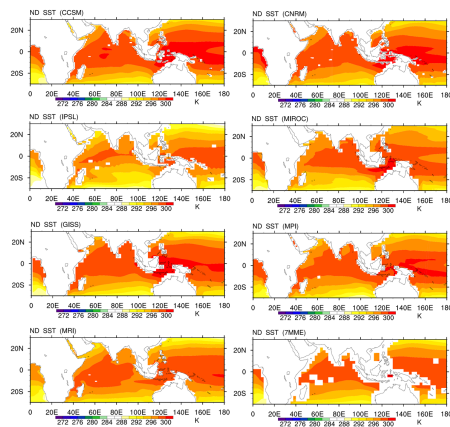 ND SST (CCSM)
20N
0
20S
0 20E 40E 60E 80E 100E 120E 140E 160E 180
K
272 276 280 284 288 292 296 300
ND SST (CNRM)
20N
0
20S
0 20E 40E 60E 80E 100E 120E 140E 160E 180
K
272 276 280 284 288 292 296 300
ND SST (IPSL)
20N
0
20S
0 20E 40E 60E 80E 100E 120E 140E 160E 180
K
272 276 280 284 288 292 296 300
ND SST (MIROC)
20N
0
20S
0 20E 40E 60E 80E 100E 120E 140E 160E 180
K
272 276 280 284 288 292 296 300
ND SST (GISS)
20N
0
20S
0 20E 40E 60E 80E 100E 120E 140E 160E 180
K
272 276 280 284 288 292 296 300
ND SST (MPI)
20N
0
20S
0 20E 40E 60E 80E 100E 120E 140E 160E 180
K
272 276 280 284 288 292 296 300
ND SST (MRI)
20N
0
20S
0 20E 40E 60E 80E 100E 120E 140E 160E 180
K
272 276 280 284 288 292 296 300
ND SST (7MME)
20N
0
20S
0 20E 40E 60E 80E 100E 120E 140E 160E 180
K
272 276 280 284 288 292 296 300